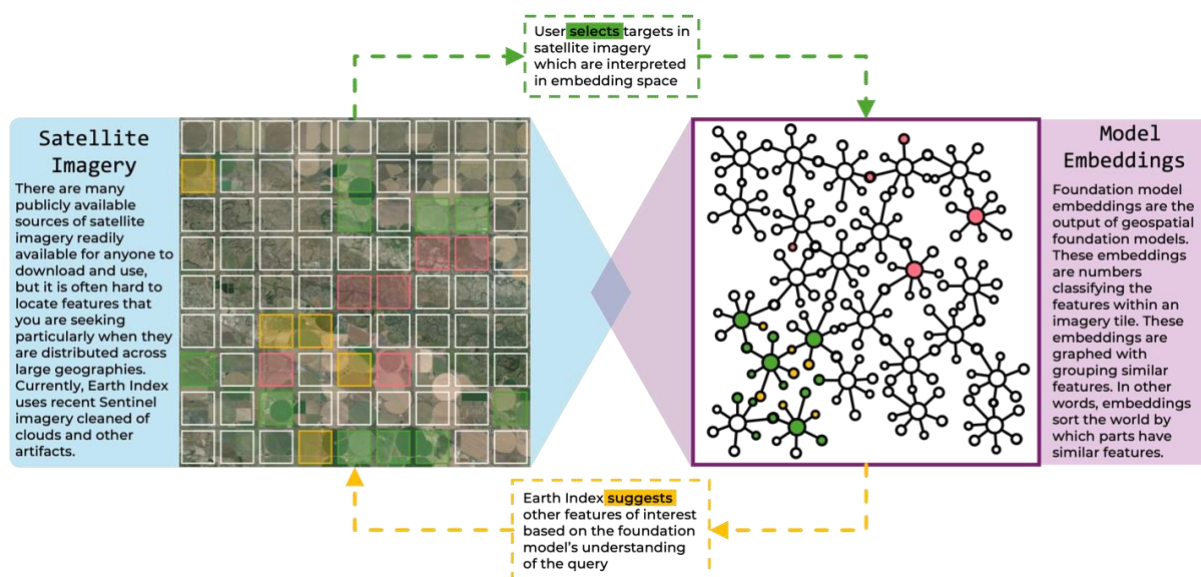 User selects targets in
satellite imagery
which are interpreted
in embedding space
Satellite
Imagery
There are many
publicly available
sources of satellite
imagery readily
available for anyone to
download and use,
but it is often hard to
locate features that
you are seeking
particularly when they
are distributed across
large geographies.
Currently, Earth Index
uses recent Sentinel
imagery cleaned of
clouds and other
artifacts.
Model
Embeddings
Foundation model
embeddings are the
output of geospatial
foundation models.
These embeddings
are numbers
classifying the
features within an
imagery tile. These
embeddings are
graphed with
grouping similar
features. In other
words, embeddings
sort the world by
which parts have
similar features.
Earth Index suggests
other features of interest
based on the foundation
model's understanding
of the query